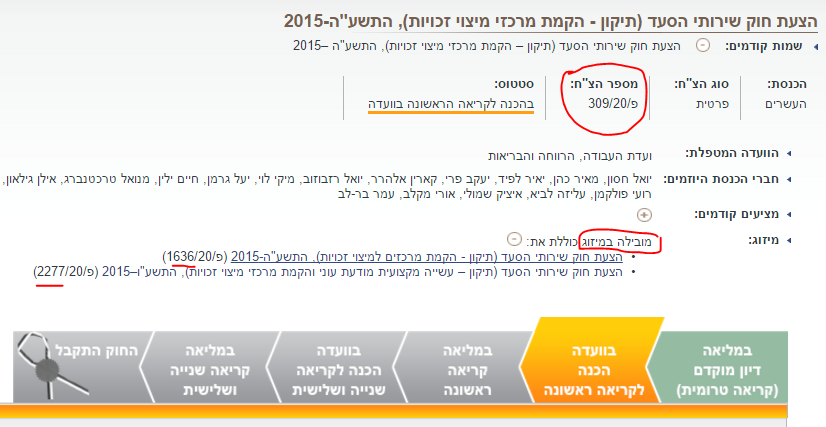 הצעת חוק שירותי הסעד (תיקון - הקמת מרכזי מיצוי זכויות), התשע"ה-2015
שמות קודמים: הצעת חוק שירותי הסעד (תיקון – הקמת מרכזי מיצוי זכויות), התשע"ה –2015
הכנסת: סוג הצ"ח: מספר הצ"ח: סטטוס:
העשרים פרטית פ/309/20 בהכנה לקריאה הראשונה בוועדה
הוועדה המטפלת: ועדת העבודה, הרווחה והבריאות
חברי הכנסת היוזמים: יואל חסון, מאיר כהן, יאיר לפיד, יעקב פרי, קארין אלהרר, יואל רזבוזוב, מיקי לוי, יעל גרמן, חיים ילין, מנואל טרכטנברג, אילן גילאון,
רועי פולקמן, עליזה לביא, איציק שמולי, אורי מקלב, עמר בר-לב
מציעים קודמים:
מיזוג: מובילה במיזוג וכוללת את:
הצעת חוק שירותי הסעד (תיקון - הקמת מרכזים למיצוי זכויות), התשע"ה-2015 (פ/1636/20)
הצעת חוק שירותי הסעד (תיקון – עשייה מקצועית מודעת עוני והקמת מרכזי מיצוי זכויות), התשע"ו–2015 (פ/2277/20)
במליאה דיון מוקדם (קריאה טרומית)
בוועדה הכנה לקריאה ראשונה
במליאה קריאה ראשונה
בוועדה הכנה לקריאה שנייה ושלישית
במליאה קריאה שנייה ושלישית
החוק התקבל